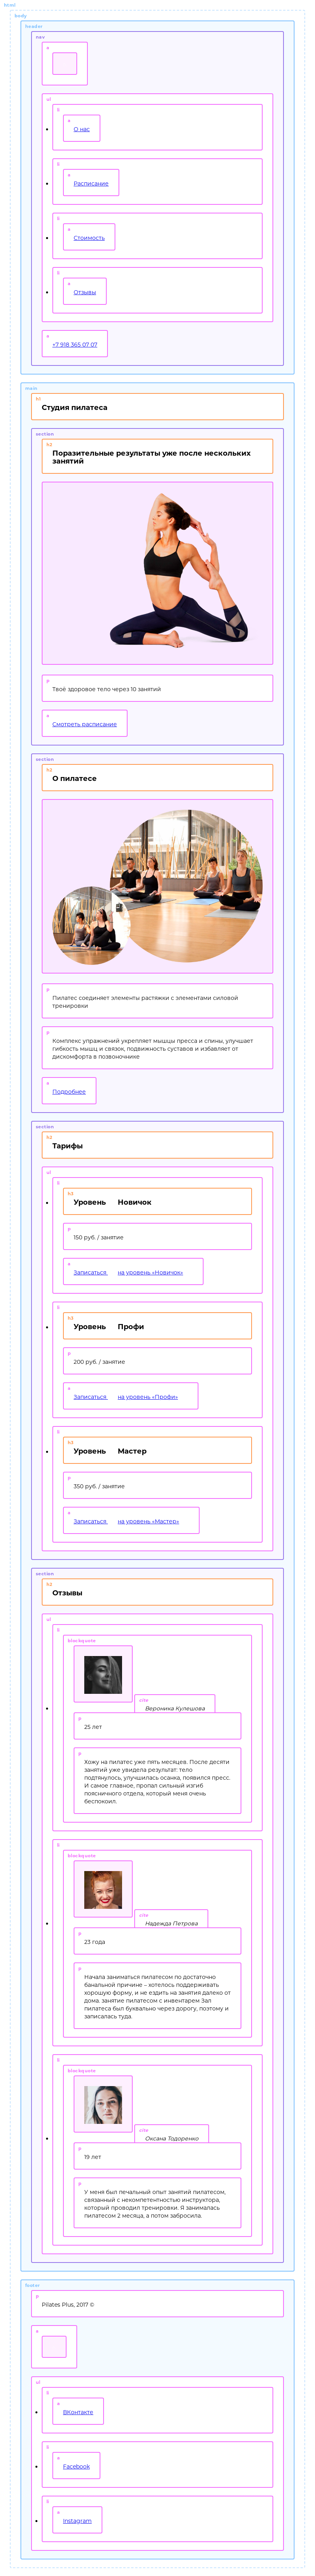 html
body
header
nav
a
ul
li
a
О нас
li
a
Расписание
li
a
Стоимость
li
a
Отзывы
a
+7 918 365 07 07
main
h1
Студия пилатеса
section
h2
Поразительные результаты уже после нескольких
занятий
p
Твоё здоровое тело через 10 занятий
a
Смотреть расписание
section
h2
О пилатесе
p
Пилатес соединяет элементы растяжки с элементами силовой
тренировки
p
Комплекс упражнений укрепляет мышцы пресса и спины, улучшает
гибкость мышц и связок, подвижность суставов и избавляет от
дискомфорта в позвоночнике
a
Подробнее
section
h2
Тарифы
ul
li
h3
Уровень Новичок
p
150 руб. / занятие
a
Записаться на уровень «Новичок»
li
h3
Уровень Профи
p
200 руб. / занятие
a
Записаться на уровень «Профи»
li
h3
Уровень Мастер
p
350 руб. / занятие
a
Записаться на уровень «Мастер»
section
h2
Отзывы
ul
li
blockquote
cite
Вероника Кулешова
p
25 лет
p
Хожу на пилатес уже пять месяцев. После десяти
занятий уже увидела результат: тело
подтянулось, улучшилась осанка, появился пресс.
И самое главное, пропал сильный изгиб
поясничного отдела, который меня очень
беспокоил.
li
blockquote
cite
Надежда Петрова
p
23 года
p
Начала заниматься пилатесом по достаточно
банальной причине – хотелось поддерживать
хорошую форму, и не ездить на занятия далеко от
дома, занятие пилатесом с инвентарем Зал
пилатеса был буквально через дорогу, поэтому и
записалась туда.
li
blockquote
cite
Оксана Тодоренко
p
19 лет
p
У меня был печальный опыт занятий пилатесом,
связанный с некомпетентностью инструктора,
который проводил тренировки. Я занималась
пилатесом 2 месяца, а потом забросила.
footer
p
Pilates Plus, 2017 ©
a
ul
li
a
ВКонтакте
li
a
Facebook
li
a
Instagram